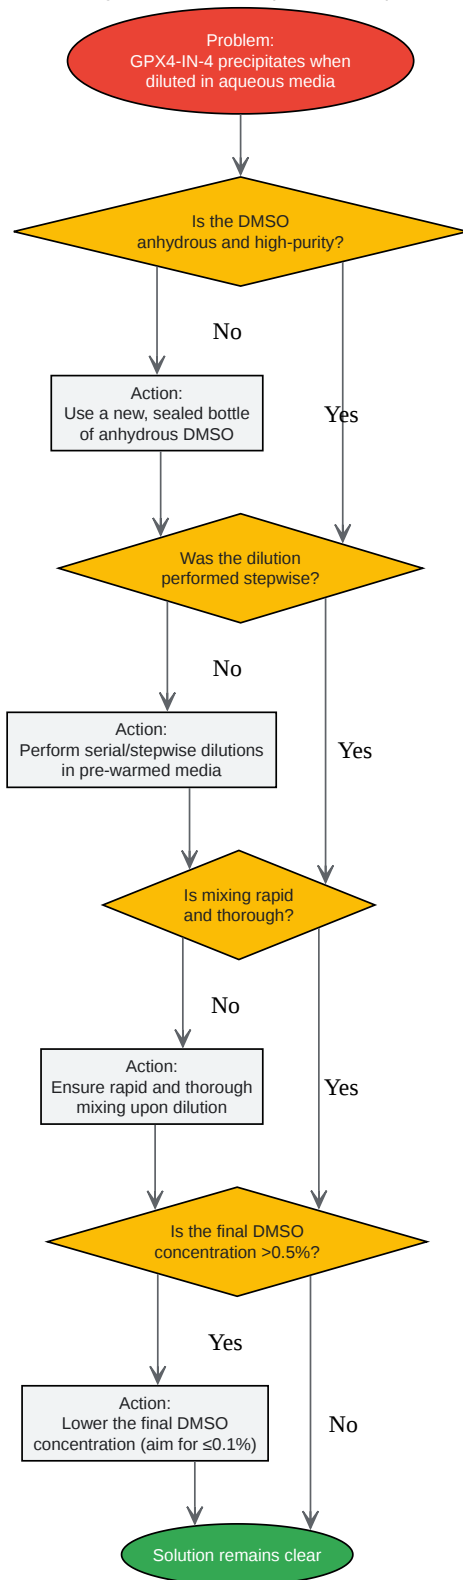 Problem:
GPX4-IN-4 precipitates when
diluted in aqueous media
Is the DMSO
anhydrous and high-purity?
No
Action:
Use a new, sealed bottle
of anhydrous DMSO
Yes
Was the dilution
performed stepwise?
No
Action:
Perform serial/stepwise dilutions
in pre-warmed media
Yes
Is mixing rapid
and thorough?
No
Action:
Ensure rapid and thorough
mixing upon dilution
Yes
Is the final DMSO
concentration >0.5%?
Yes
Action:
Lower the final DMSO
concentration (aim for ≤0.1%)
No
Solution remains clear